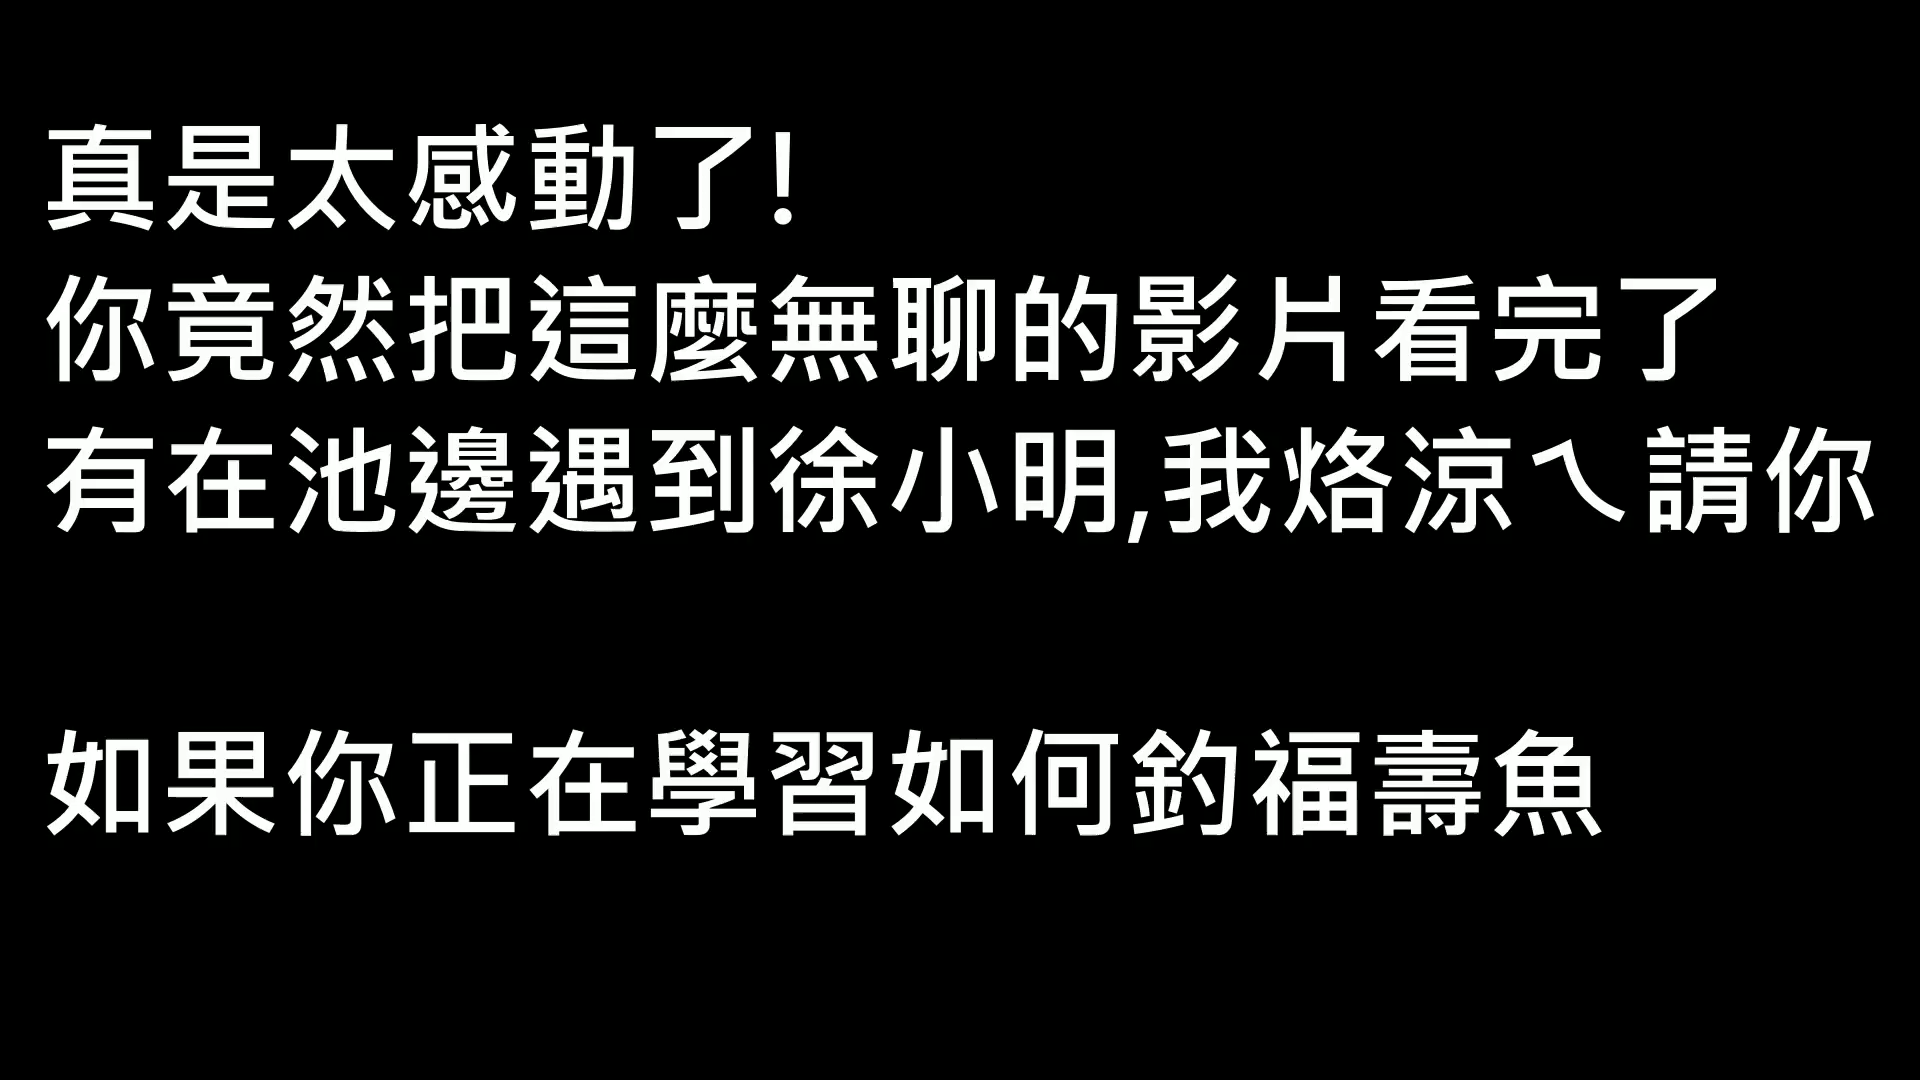 真是太感動了!
你竟然把這麼無聊的影片看完了
有在池邊遇到徐小明,我烙涼ㄟ請你
如果你正在學習如何釣福壽魚